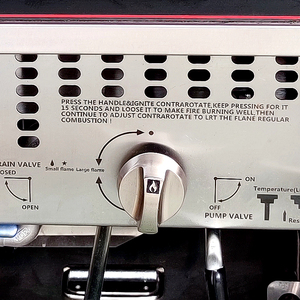 PRESS THE HANDLE&IGNITE CONTRAROTATE,KEEP PRESSING FOR IT
15 SECONDS AND LOOSE IT TO MAKE FIRE BURNING WELL,THEN
CONTINUE TO ADJUST CONTRAROTATE TO LRT THE FLANE REGULAR
COMBUSTION !
RAIN VALVE
OSED
OPEN
Small flame
Large flame
ON
OFF
PUMP VALVE
Temperature(L
Res